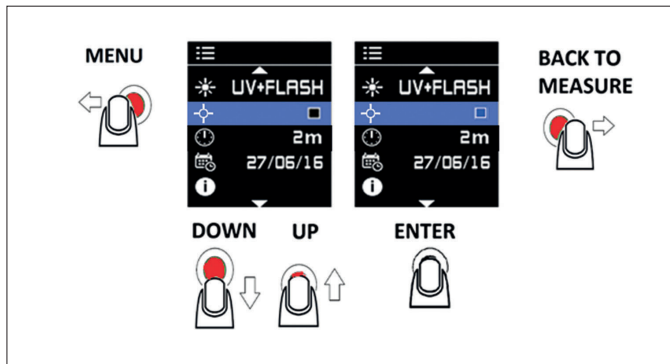 MENU
UV+FLASH
2m
27/06/16
i
UV+FLASH
2m
27/06/16
i
BACK TO
MEASURE
DOWN
UP
ENTER